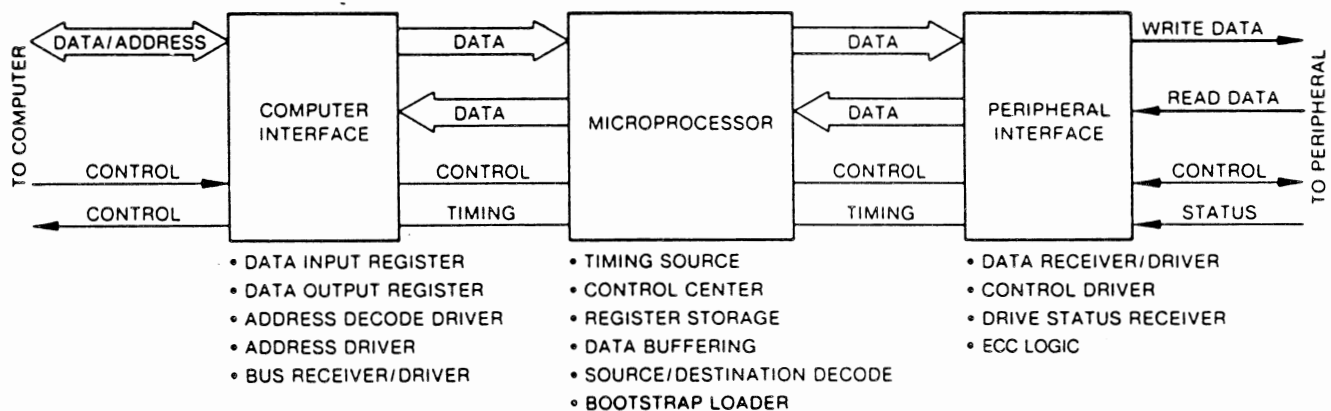 TO COMPUTER
DATA/ADDRESS
CONTROL
CONTROL
COMPUTER
INTERFACE
DATA
DATA
CONTROL
TIMING
MICROPROCESSOR
DATA
DATA
CONTROL
TIMING
PERIPHERAL
INTERFACE
WRITE DATA
READ DATA
CONTROL
STATUS
TO PERIPHERAL
• DATA INPUT REGISTER
• DATA OUTPUT REGISTER
• ADDRESS DECODE DRIVER
• ADDRESS DRIVER
• BUS RECEIVER/DRIVER
• TIMING SOURCE
• CONTROL CENTER
• REGISTER STORAGE
• DATA BUFFERING
• SOURCE/DESTINATION DECODE
• BOOTSTRAP LOADER
• DATA RECEIVER/DRIVER
• CONTROL DRIVER
• DRIVE STATUS RECEIVER
• ECC LOGIC